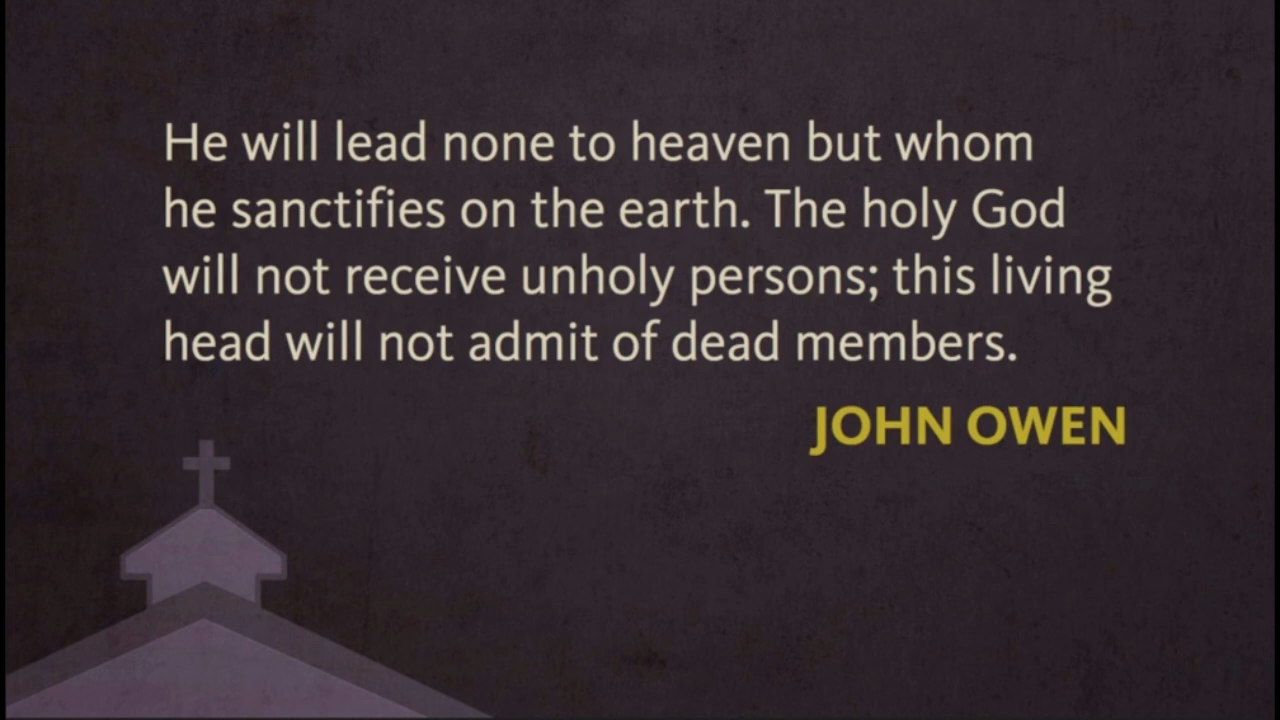 He will lead none to heaven but whom
he sanctifies on the earth. The holy God
will not receive unholy persons; this living
head will not admit of dead members.
JOHN OWEN